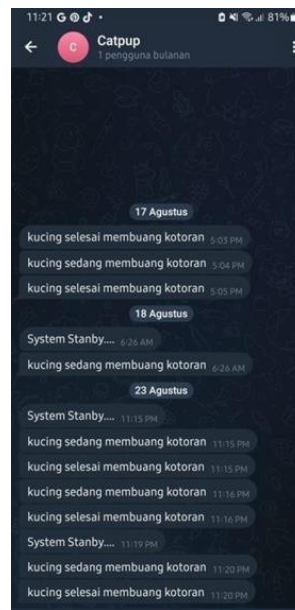 11:21 G
81%
C
Catpup
1 pengguna bulanan
17 Agustus
kucing selesai membuang kotoran 5:03 PM
kucing sedang membuang kotoran 5:04 PM
kucing selesai membuang kotoran 5:05 PM
18 Agustus
System Stanby.... 6:26 AM
kucing sedang membuang kotoran 6:26 AM
23 Agustus
System Stanby.... 11:15 PM
kucing sedang membuang kotoran 11:15 PM
kucing selesai membuang kotoran 11:15 PM
kucing sedang membuang kotoran 11:16 PM
kucing selesai membuang kotoran 11:16 PM
System Stanby.... 11:19 PM
kucing sedang membuang kotoran 11:20 PM
kucing selesai membuang kotoran 11:20 PM